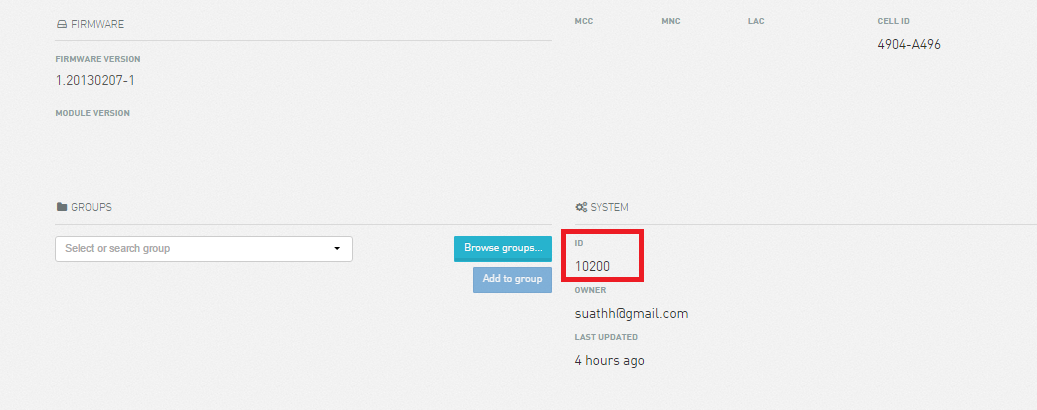 FIRMWARE
FIRMWARE VERSION
1.20130207-1
MODULE VERSION
MCC MNC LAC CELL ID
4904-A496
GROUPS
Select or search group
Browse groups...
Add to group
SYSTEM
ID
10200
OWNER
suathh@gmail.com
LAST UPDATED
4 hours ago